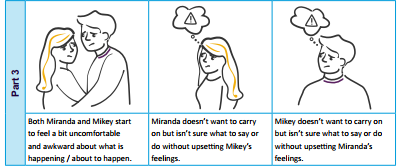 Part 3
Both Miranda and Mikey start
to feel a bit uncomfortable
and awkward about what is
happening / about to happen.
Miranda doesn't want to carry
on but isn't sure what to say or
do without upsetting Mikey's
feelings.
Mikey doesn't want to carry on
but isn't sure what to say or do
without upsetting Miranda's
feelings.